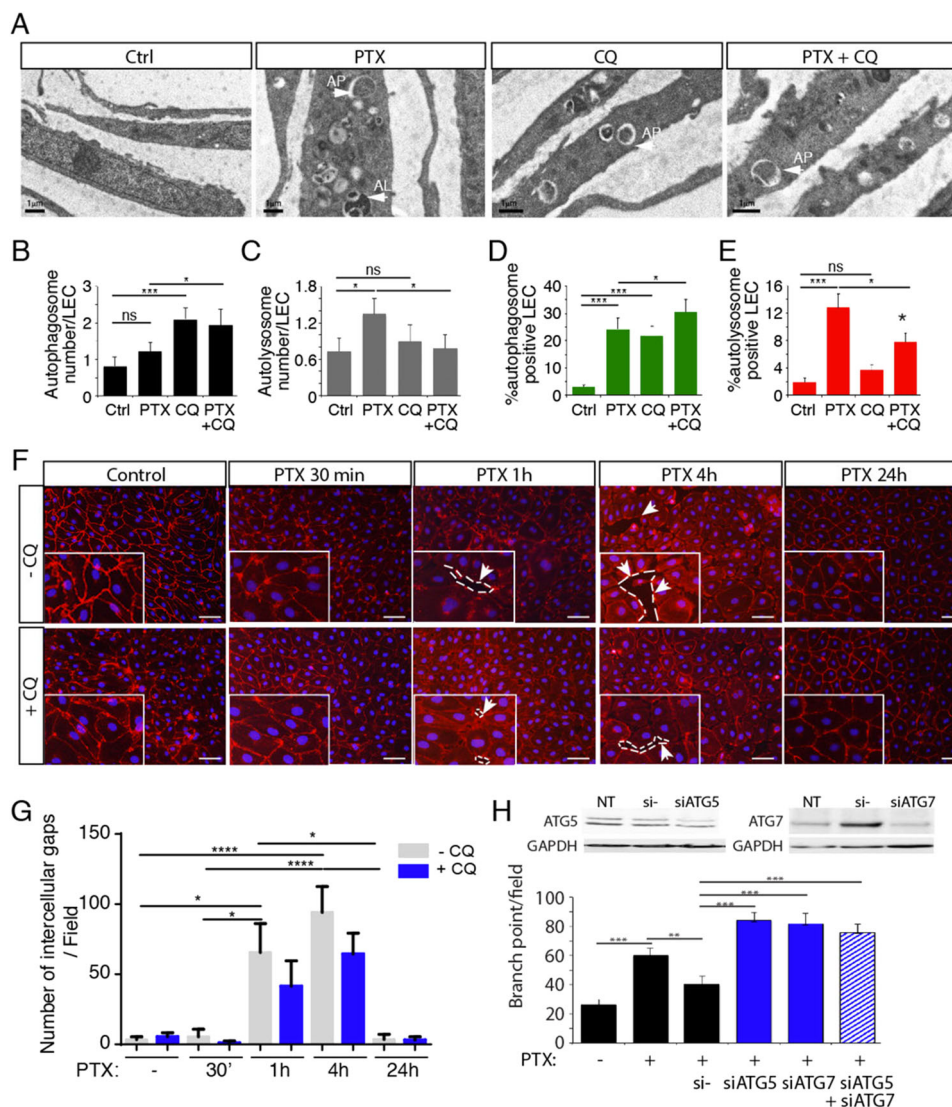 A
Ctrl PTX CQ PTX + CQ
AP
AL
AP
AP
1μm 1μm 1μm 1μm
B C D E
Autophagosome number/LEC
3
2
1
0
***
*
ns
Ctrl PTX CQ PTX +CQ
Autolysosome number/LEC
1.8
1.2
0.6
0
ns
*
*
Ctrl PTX CQ PTX +CQ
%autophagosome positive LEC
40
30
20
10
0
*
***
***
Ctrl PTX CQ PTX +CQ
%autolysosome positive LEC
15
10
5
0
ns
***
*
*
Ctrl PTX CQ PTX +CQ
F
Control PTX 30 min PTX 1h PTX 4h PTX 24h
- CQ
+ CQ
G
Number of intercellular gaps / Field
150
100
50
0
*
****
****
*
*
- CQ
+ CQ
PTX: - 30' 1h 4h 24h
H
NT si- siATG5
ATG5
GAPDH
NT si- siATG7
ATG7
GAPDH
Branch point/field
100
80
60
40
20
0
***
***
***
***
**
PTX: - + + + + +
si- siATG5 siATG7 siATG5
+ siATG7